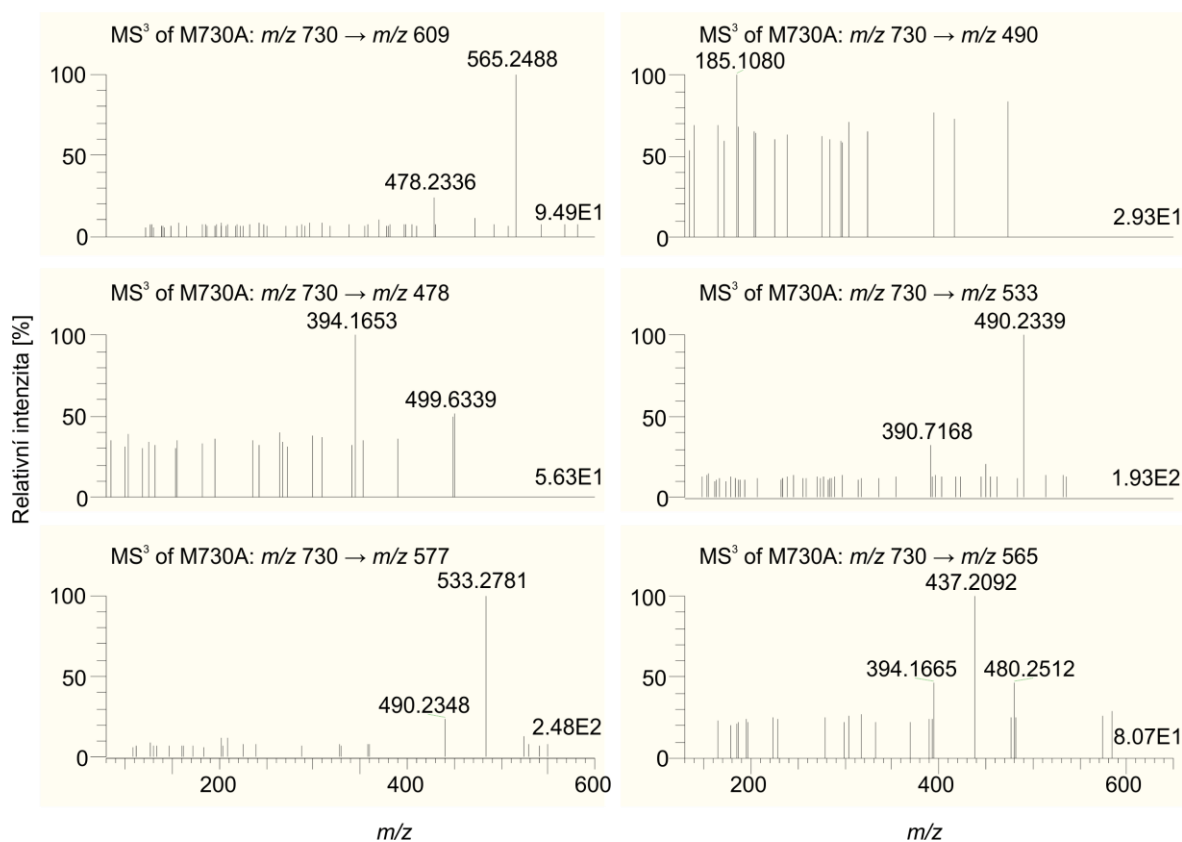 MS³ of M730A: m/z 730 → m/z 609
565.2488
100
478.2336
50
9.49E1
0
MS³ of M730A: m/z 730 → m/z 490
185.1080
100
50
2.93E1
0
MS³ of M730A: m/z 730 → m/z 478
394.1653
100
499.6339
50
5.63E1
0
MS³ of M730A: m/z 730 → m/z 533
490.2339
100
390.7168
50
1.93E2
0
MS³ of M730A: m/z 730 → m/z 577
533.2781
100
490.2348
50
2.48E2
0
200
400
600
m/z
MS³ of M730A: m/z 730 → m/z 565
437.2092
100
394.1665
480.2512
50
8.07E1
0
200
400
600
m/z
Relativní intenzita [%]